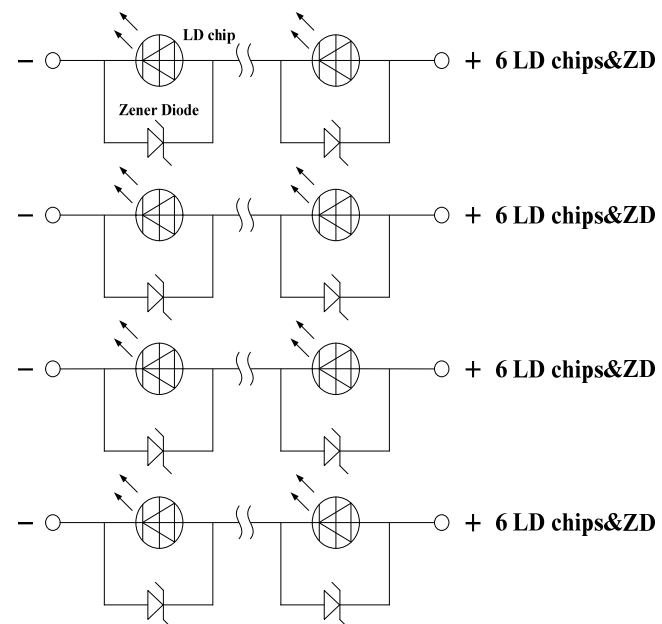 LD chip
− + 6 LD chips&ZD
Zener Diode
− + 6 LD chips&ZD
− + 6 LD chips&ZD
− + 6 LD chips&ZD